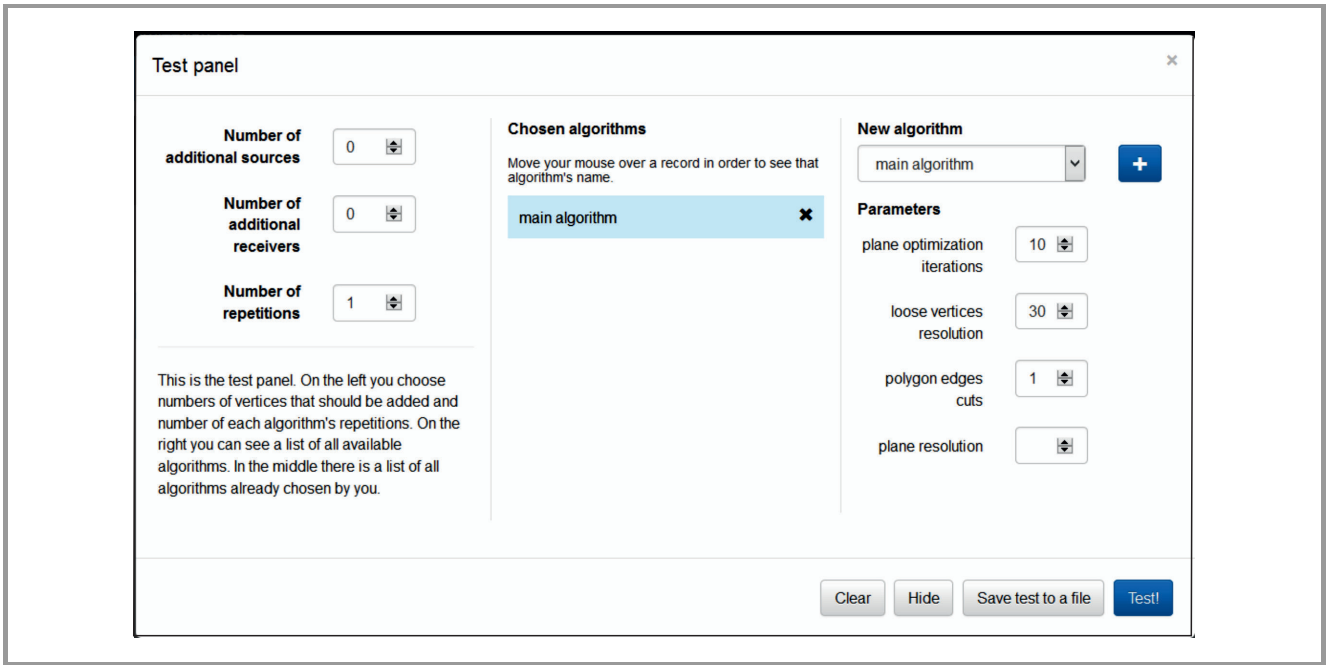 Test panel
×
Number of
additional sources
0
Number of
additional
receivers
0
Number of
repetitions
1
This is the test panel. On the left you choose
numbers of vertices that should be added and
number of each algorithm's repetitions. On the
right you can see a list of all available
algorithms. In the middle there is a list of all
algorithms already chosen by you.
Chosen algorithms
Move your mouse over a record in order to see that
algorithm's name.
main algorithm
New algorithm
main algorithm
+
Parameters
plane optimization
iterations
10
loose vertices
resolution
30
polygon edges
cuts
1
plane resolution
Clear
Hide
Save test to a file
Test!